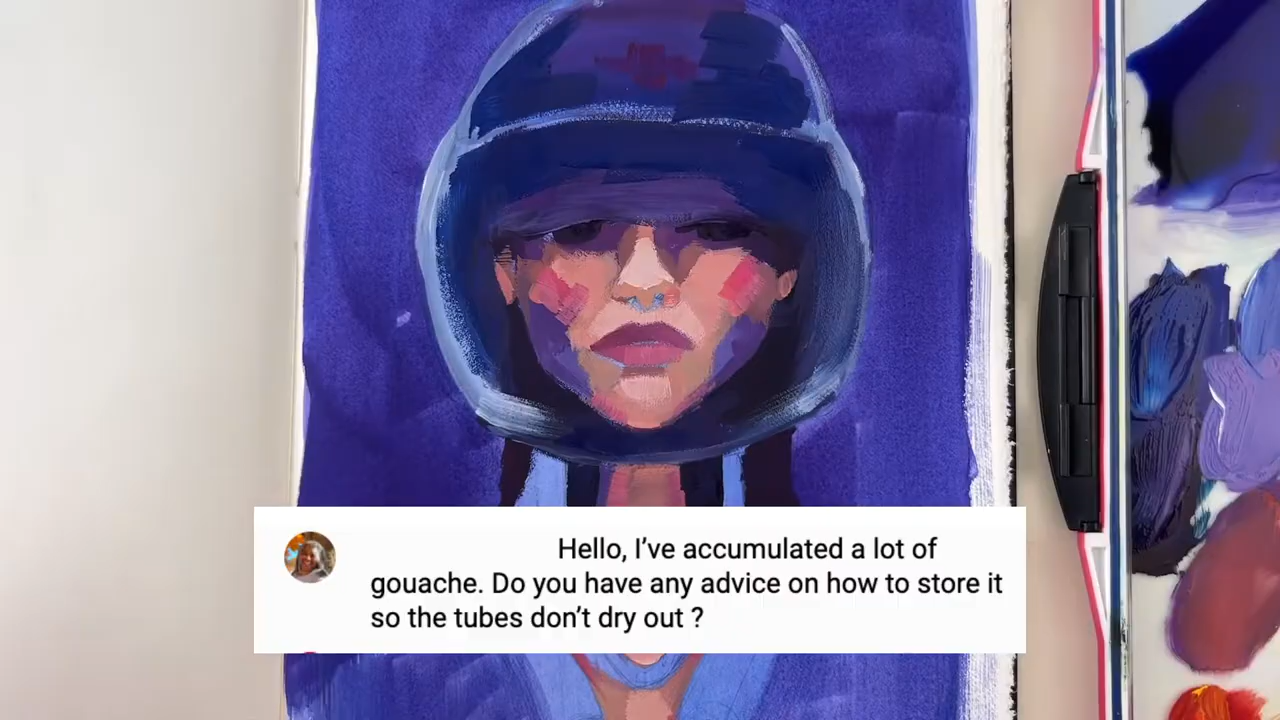 Hello, I’ve accumulated a lot of
gouache. Do you have any advice on how to store it
so the tubes don’t dry out ?